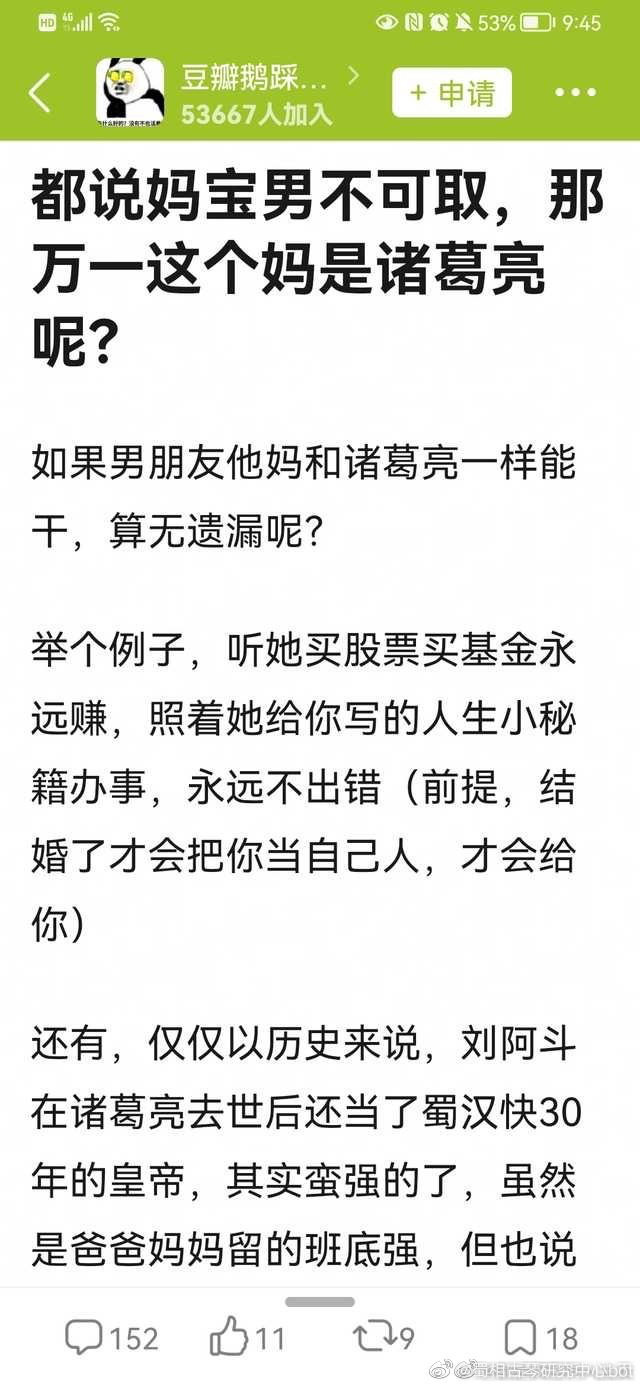 HD 4G 53% 9:45
豆瓣鹅踩...
53667人加入
+ 申请
都说妈宝男不可取，那
万一这个妈是诸葛亮
呢？
如果男朋友他妈和诸葛亮一样能
干，算无遗漏呢？
举个例子，听她买股票买基金永
远赚，照着她给你写的人生小秘
籍办事，永远不出错（前提，结
婚了才会把你当自己人，才会给
你）
还有，仅仅以历史来说，刘阿斗
在诸葛亮去世后还当了蜀汉快30
年的皇帝，其实蛮强的了，虽然
是爸爸妈妈留的班底强，但也说
152 11 9 18
@蜀相古琴研究中心bot